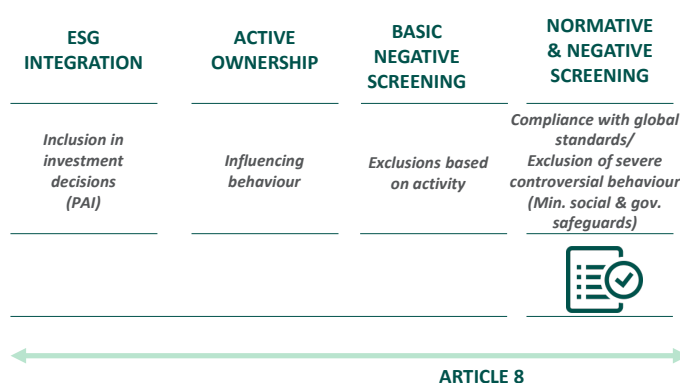 ESG
INTEGRATION
ACTIVE
OWNERSHIP
BASIC
NEGATIVE
SCREENING
NORMATIVE
& NEGATIVE
SCREENING
Inclusion in
investment
decisions
(PAI)
Influencing
behaviour
Exclusions based
on activity
Compliance with global
standards/
Exclusion of severe
controversial behaviour
(Min. social & gov.
safeguards)
ARTICLE 8